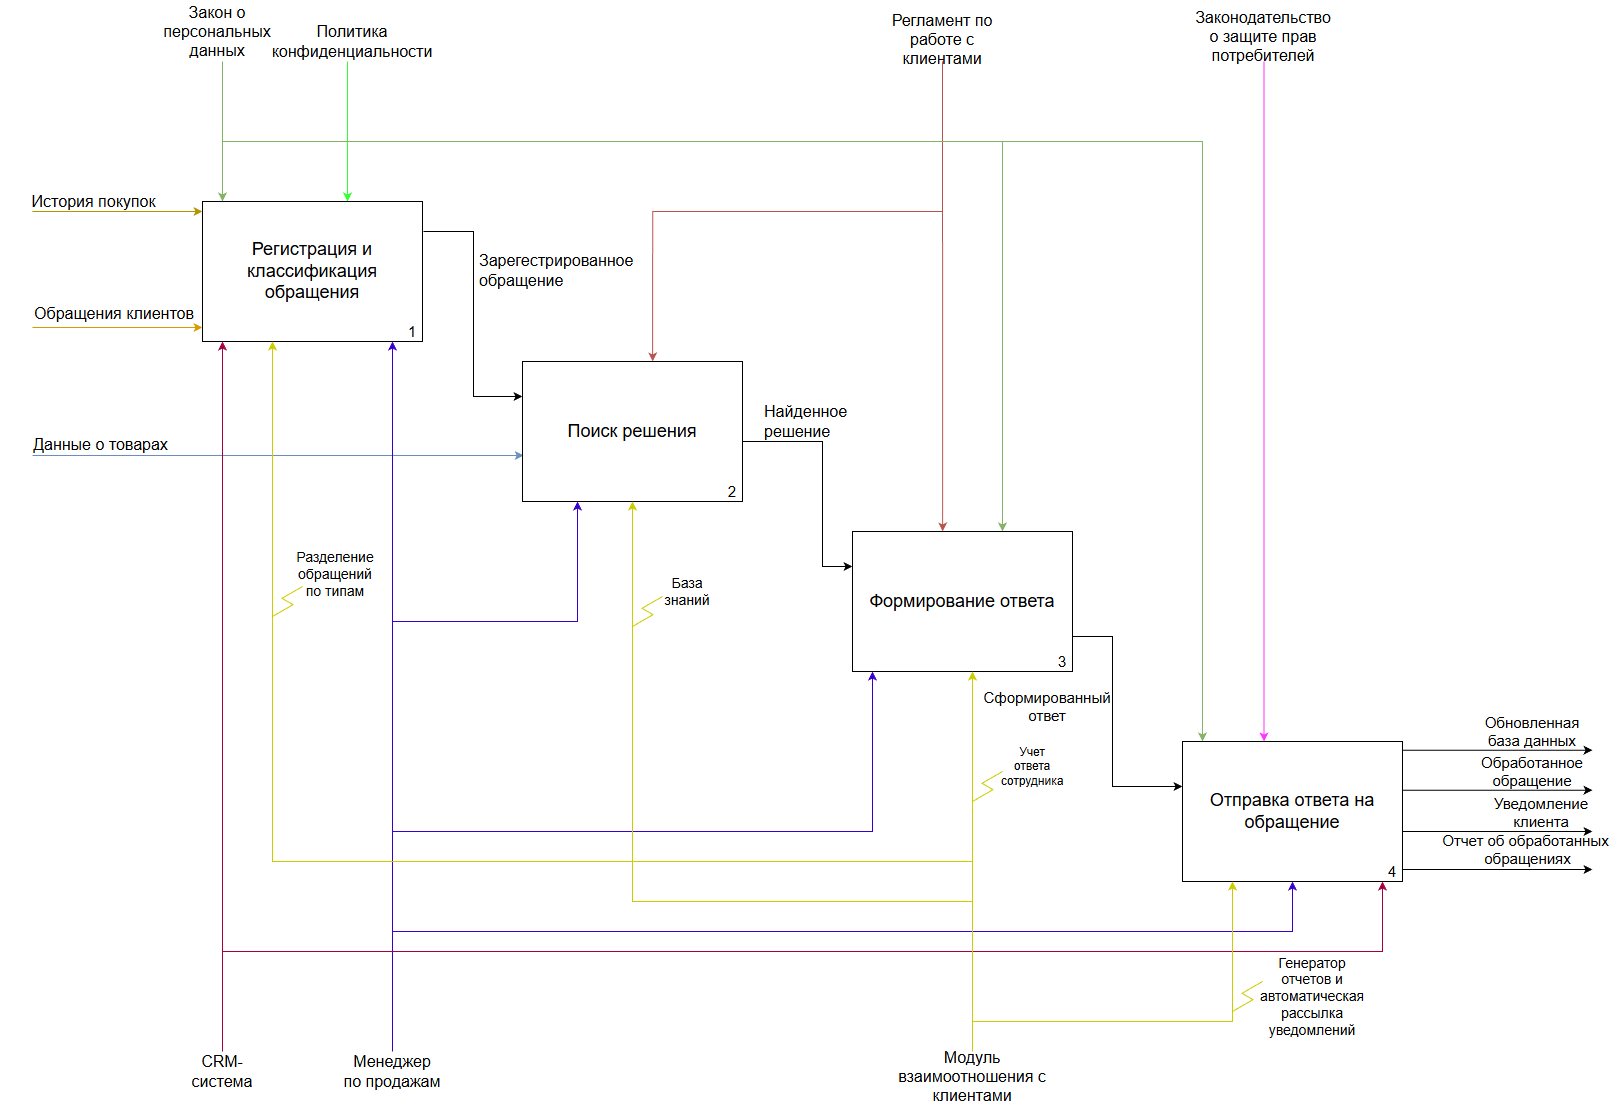 Закон о
персональных
данных
Политика
конфиденциальности
Регламент по
работе с
клиентами
Законодательство
о защите прав
потребителей
История покупок
Регистрация и
классификация
обращения
1
Зарегестрированное
обращение
Обращения клиентов
Данные о товарах
Поиск решения
2
Найденное
решение
Разделение
обращений
по типам
База
знаний
Формирование ответа
3
Сформированный
ответ
Учет
ответа
сотрудника
Отправка ответа на
обращение
4
Обновленная
база данных
Обработанное
обращение
Уведомление
клиента
Отчет об обработанных
обращениях
Генератор
отчетов и
автоматическая
рассылка
уведомлений
CRM-
система
Менеджер
по продажам
Модуль
взаимоотношения с
клиентами